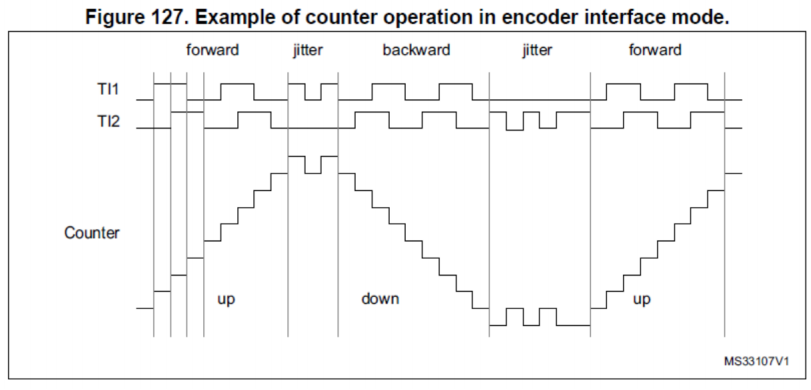 Figure 127. Example of counter operation in encoder interface mode.
forward jitter backward jitter forward
TI1
TI2
Counter
up down up
MS33107V1